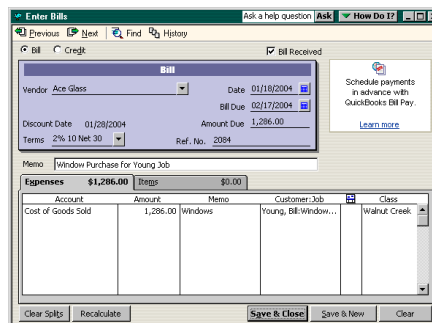 Enter Bills Ask a help question Ask How Do I?
Previous Next Find History
Bill Credit Bill Received
Bill
Vendor Ace Glass Date 01/18/2004
Bill Due 02/17/2004
Discount Date 01/28/2004 Amount Due 1,286.00
Terms 2% 10 Net 30 Ref. No. 2084
Schedule payments
in advance with
QuickBooks Bill Pay.
Learn more
Memo Window Purchase for Young Job
Expenses $1,286.00 Items $0.00
Account Amount Memo Customer:Job Class
Cost of Goods Sold 1,286.00 Windows Young, Bill:Window... Walnut Creek
Clear Splits Recalculate Save & Close Save & New Clear